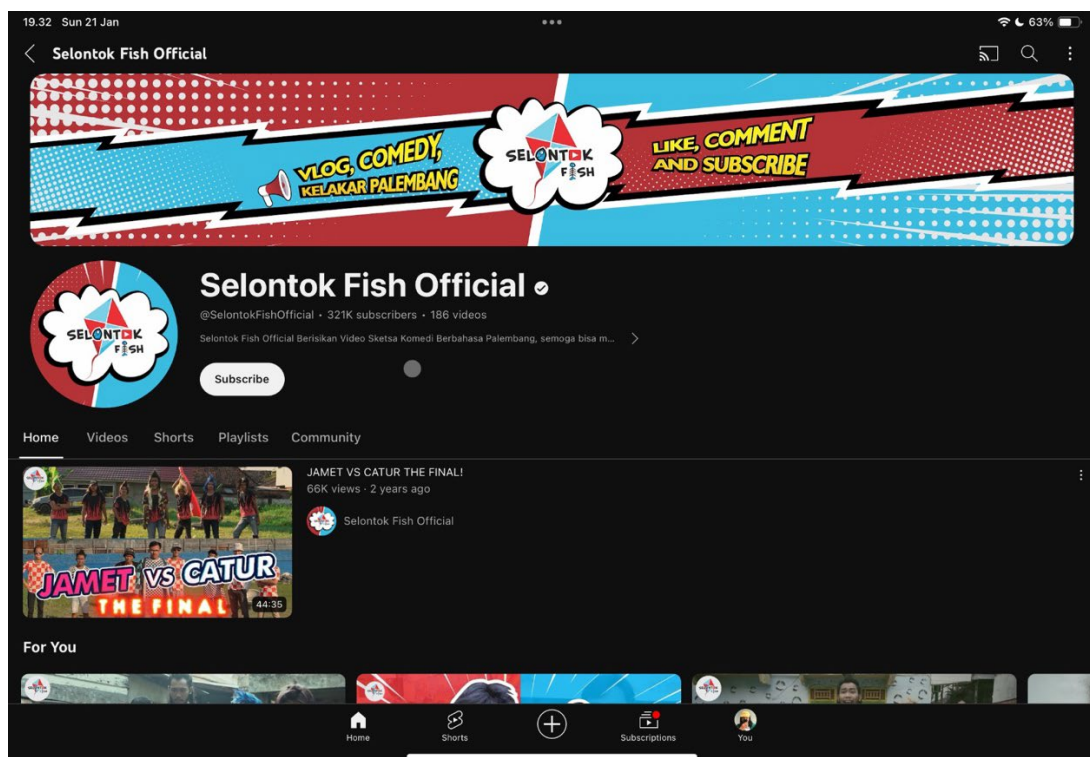 19.32 Sun 21 Jan
63%
Selontok Fish Official
VLOG, COMEDY,
KELAKAR PALEMBANG
SELONTOK
FISH
LIKE, COMMENT
AND SUBSCRIBE
SELONTOK
FISH
Selontok Fish Official
@SelontokFishOfficial • 321K subscribers • 186 videos
Selontok Fish Official Berisikan Video Sketsa Komedi Berbahasa Palembang, semoga bisa m...
Subscribe
Home Videos Shorts Playlists Community
JAMET VS CATUR THE FINAL!
66K views · 2 years ago
Selontok Fish Official
JAMET VS CATUR
THE FINAL
44:35
For You
Home Shorts Subscriptions You